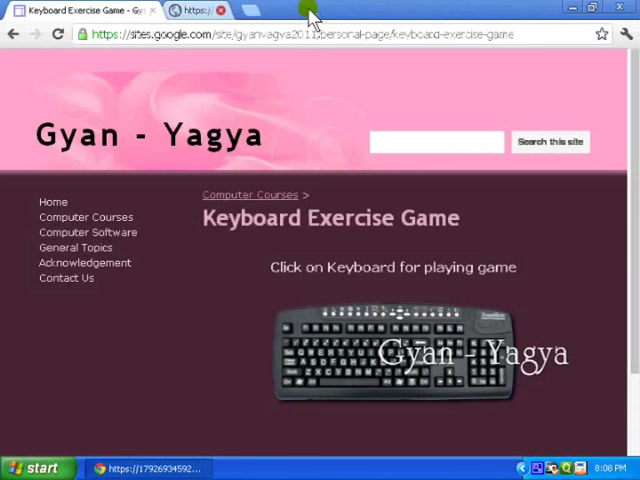 Keyboard Exercise Game - Gy
https:/
https://sites.google.com/site/gyanyagya2011/personal-page/keyboard-exercise-game
Gyan - Yagya
Search this site
Home
Computer Courses
Computer Software
General Topics
Acknowledgement
Contact Us
Computer Courses >
Keyboard Exercise Game
Click on Keyboard for playing game
Gyan - Yagya
start
https://17926934592...
8:08 PM